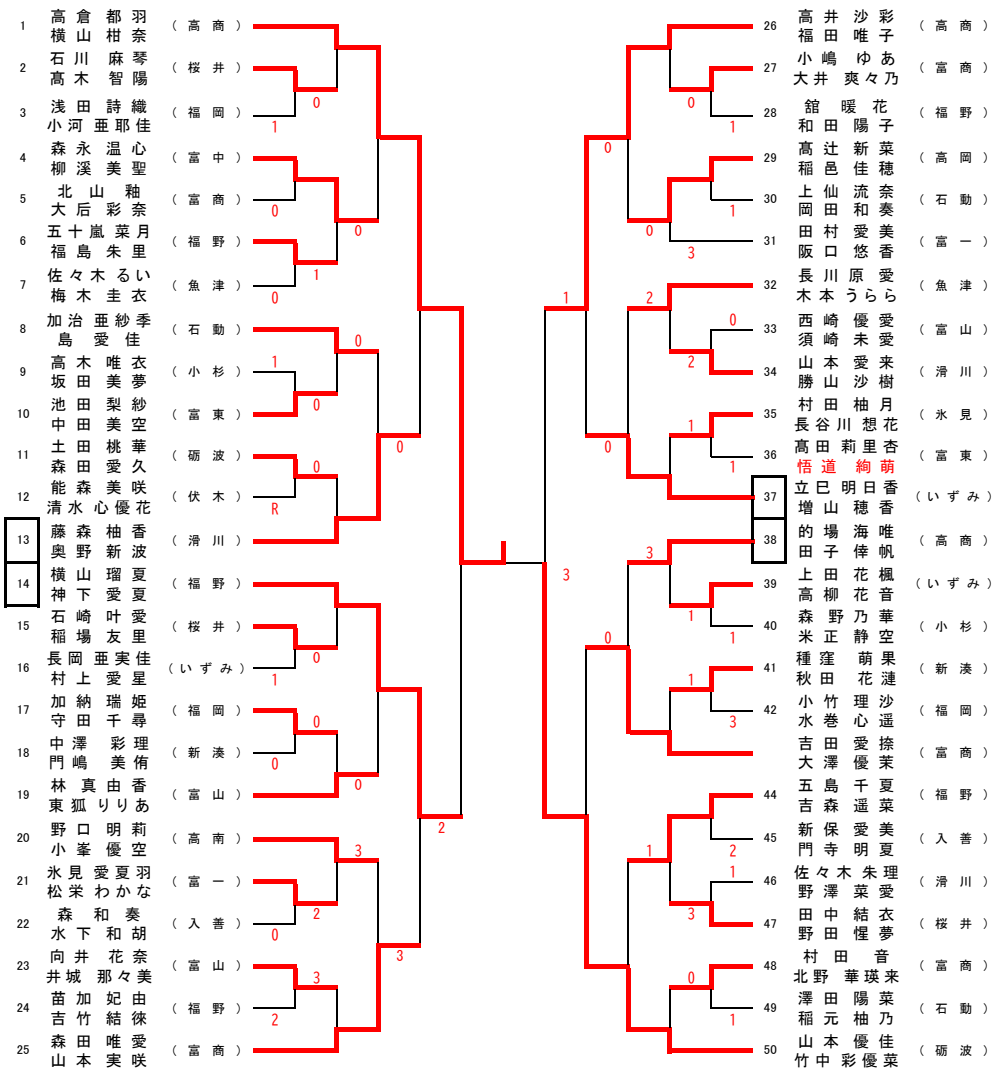 1 高倉都羽 横山柑奈 (高商)
2 石川麻琴 髙木智陽 (桜井)
0
3 浅田詩織 小河亜耶佳 (福岡)
1
4 森永温心 柳溪美聖 (富中)
5 北山釉 大后彩奈 (富商)
0
0
6 五十嵐菜月 福島朱里 (福野)
1
7 佐々木るい 梅木圭衣 (魚津)
0
8 加治亜紗季 島愛佳 (石動)
0
9 高木唯衣 坂田美夢 (小杉)
1
0
10 池田梨紗 中田美空 (富東)
11 土田桃華 森田愛久 (砺波)
0
0
12 能森美咲 清水心優花 (伏木)
R
13 藤森柚香 奥野新波 (滑川)
14 横山瑠夏 神下愛夏 (福野)
15 石崎叶愛 稲場友里 (桜井)
0
16 長岡亜実佳 村上愛星 (いずみ)
1
17 加納瑞姫 守田千尋 (福岡)
0
18 中澤彩理 門嶋美侑 (新湊)
0
0
19 林真由香 東狐りりあ (富山)
2
20 野口明莉 小峯優空 (高南)
3
21 氷見愛夏羽 松栄わかな (富一)
2
22 森和奏 水下和胡 (入善)
0
3
23 向井花奈 井城那々美 (富山)
3
24 苗加妃由 吉竹結徠 (福野)
2
25 森田唯愛 山本実咲 (富商)
3
26 高井沙彩 福田唯子 (高商)
27 小嶋ゆあ 大井爽々乃 (富商)
0
28 舘暖花 和田陽子 (福野)
1
0
29 髙辻新菜 稲邑佳穂 (高岡)
30 上仙流奈 岡田和奏 (石動)
1
0
31 田村愛美 阪口悠香 (富一)
3
1
32 長川原愛 木本うらら (魚津)
2
33 西崎優愛 須崎未愛 (富山)
0
2
34 山本愛来 勝山沙樹 (滑川)
35 村田柚月 長谷川想花 (氷見)
1
0
36 髙田莉里杏 悟道絢萌 (富東)
1
37 立巳明日香 増山穂香 (いずみ)
38 的場海唯 田子倖帆 (高商)
3
39 上田花楓 高柳花音 (いずみ)
1
40 森野乃華 米正静空 (小杉)
1
0
41 種窪萌果 秋田花漣 (新湊)
1
42 小竹理沙 水巻心遥 (福岡)
3
吉田愛捺 大澤優茉 (富商)
44 五島千夏 吉森遥菜 (福野)
45 新保愛美 門寺明夏 (入善)
2
1
46 佐々木朱理 野澤菜愛 (滑川)
1
3
47 田中結衣 野田惺夢 (桜井)
48 村田音 北野華瑛来 (富商)
0
49 澤田陽菜 稲元柚乃 (石動)
1
50 山本優佳 竹中彩優菜 (砺波)